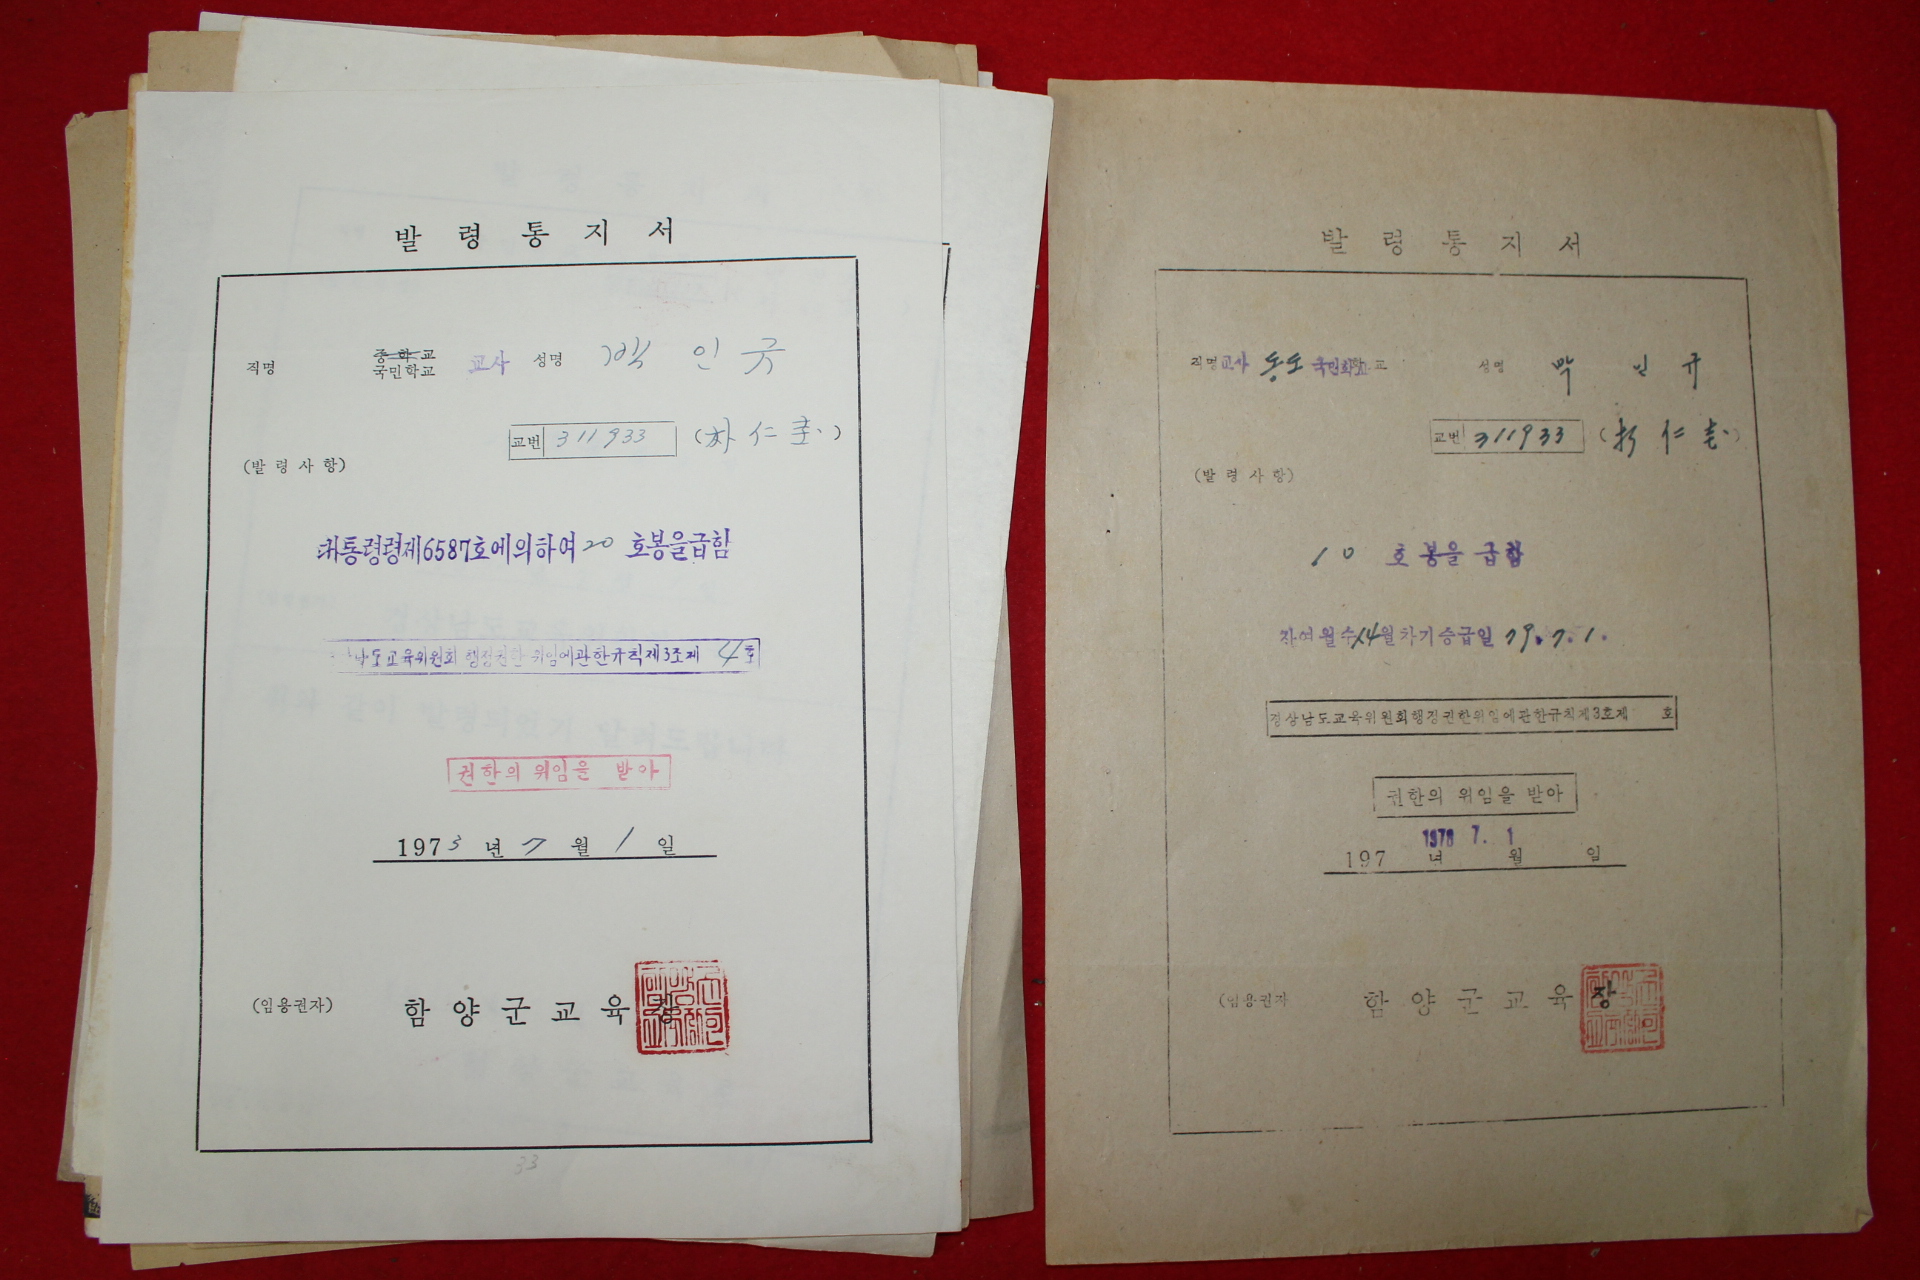 발령통지서
직명 중학교 국민학교 교사 성명 박인규
교번 311933 (朴仁圭)
(발령사항)
대통령령제6587호에의하여 20 호봉을급함
남도교육위원회 행정권한 위임에관한규칙제3조제 4호
권한의 위임을 받아
1973년 7월 1일
(임용권자) 함양군교육장
33
발령통지서
직명 교사 국민학교 성명 박인규
교번 311933 (朴仁圭)
(발령사항)
10 호봉을 급함
잔여월수 14월차기승급일 79.7.1.
경상남도교육위원회행정권한위임에관한규칙제3호제 호
권한의 위임을 받아
1978 7. 1
197 년 월 일
(임용권자 함양군교육장